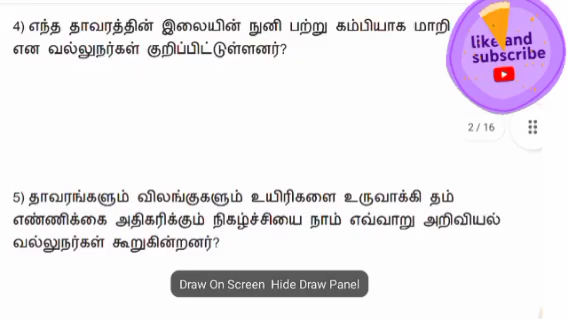 4) எந்த தாவரத்தின் இலையின் நுனி பற்று கம்பியாக மாறி
என வல்லுநர்கள் குறிப்பிட்டுள்ளனர்?
like and
subscribe
2 / 16
5) தாவரங்களும் விலங்குகளும் உயிரிகளை உருவாக்கி தம்
எண்ணிக்கை அதிகரிக்கும் நிகழ்ச்சியை நாம் எவ்வாறு அறிவியல்
வல்லுநர்கள் கூறுகின்றனர்?
Draw On Screen Hide Draw Panel